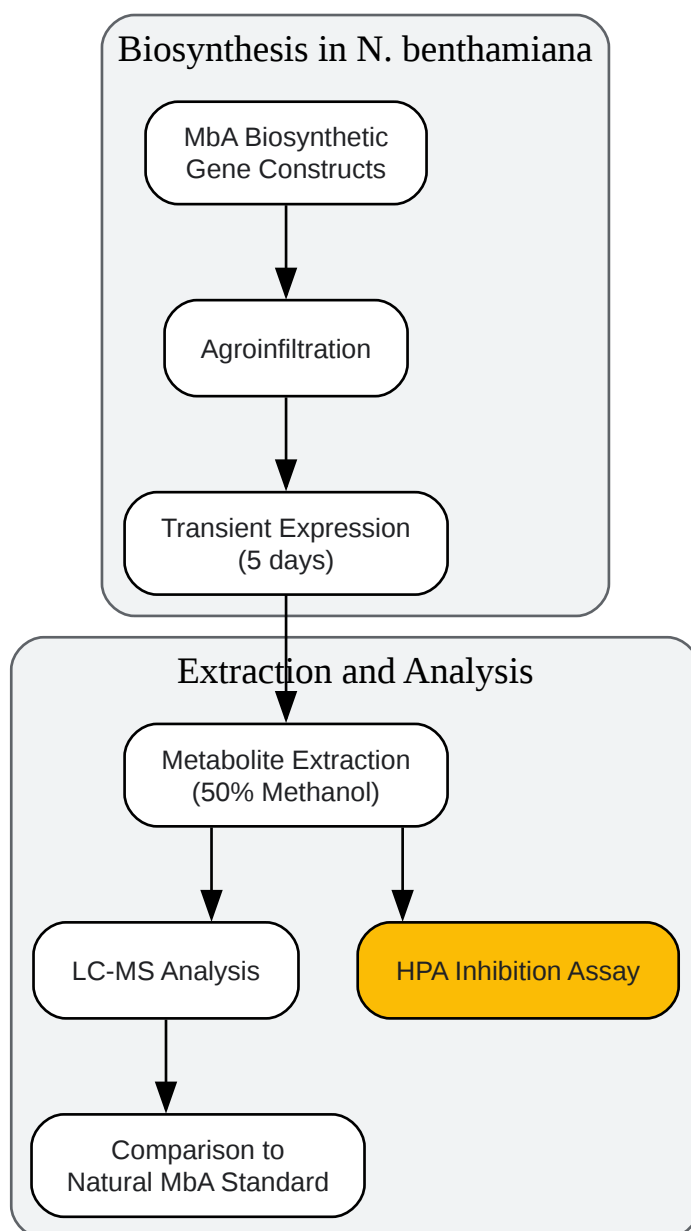 Biosynthesis in N. benthamiana
MbA Biosynthetic
Gene Constructs
Agroinfiltration
Transient Expression
(5 days)
Extraction and Analysis
Metabolite Extraction
(50% Methanol)
LC-MS Analysis
HPA Inhibition Assay
Comparison to
Natural MbA Standard